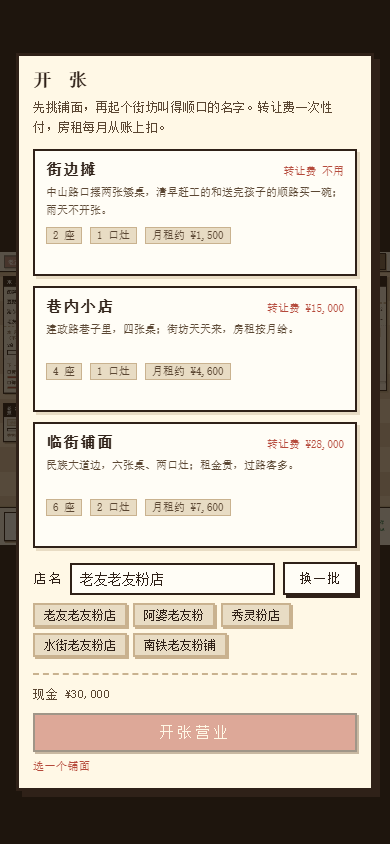 开 张
先挑铺面，再起个街坊叫得顺口的名字。转让费一次性
付，房租每月从账上扣。
街边摊 转让费 不用
中山路口摆两张矮桌，清早赶工的和送完孩子的顺路买一碗；
雨天不开张。
2 座 1 口灶 月租约 ¥1,500
巷内小店 转让费 ¥15,000
建政路巷子里，四张桌；街坊天天来，房租按月给。
4 座 1 口灶 月租约 ¥4,600
临街铺面 转让费 ¥28,000
民族大道边，六张桌、两口灶；租金贵，过路客多。
6 座 2 口灶 月租约 ¥7,600
店名 老友老友粉店 换一批
老友老友粉店 阿婆老友粉 秀灵粉店
水街老友粉店 南铁老友粉铺
现金 ¥30,000
开张营业
选一个铺面